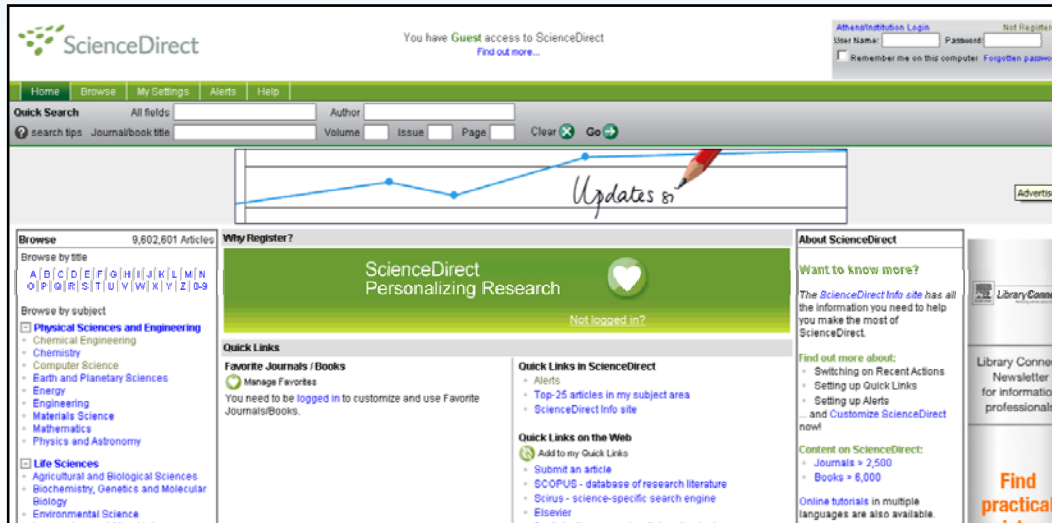 ScienceDirect
You have Guest access to ScienceDirect
Find out more...
Athens/Institution Login Not Register
User Name: Password:
Remember me on this computer Forgotten passwo
Home Browse My Settings Alerts Help
Quick Search All fields Author
search tips Journal/book title Volume Issue Page Clear Go
Updates
Advertis
Browse 9,602,601 Articles
Browse by title
A B C D E F G H I J K L M N
O P Q R S T U V W X Y Z 0-9
Browse by subject
Physical Sciences and Engineering
Chemical Engineering
Chemistry
Computer Science
Earth and Planetary Sciences
Energy
Engineering
Materials Science
Mathematics
Physics and Astronomy
Life Sciences
Agricultural and Biological Sciences
Biochemistry, Genetics and Molecular
Biology
Environmental Science
Why Register?
ScienceDirect
Personalizing Research
Not logged in?
Quick Links
Favorite Journals / Books
Manage Favorites
You need to be logged in to customize and use Favorite
Journals/Books.
Quick Links in ScienceDirect
Alerts
Top-25 articles in my subject area
ScienceDirect Info site
Quick Links on the Web
Add to my Quick Links
Submit an article
SCOPUS - database of research literature
Scirus - science-specific search engine
Elsevier
About ScienceDirect
Want to know more?
The ScienceDirect Info site has all
the information you need to help
you make the most of
ScienceDirect.
Find out more about:
Switching on Recent Actions
Setting up Quick Links
Setting up Alerts
... and Customize ScienceDirect
now!
Content on ScienceDirect:
Journals > 2,500
Books > 6,000
Online tutorials in multiple
languages are also available.
Library Conne
Library Connec
Newsletter
for informatio
professionals
Find
practical